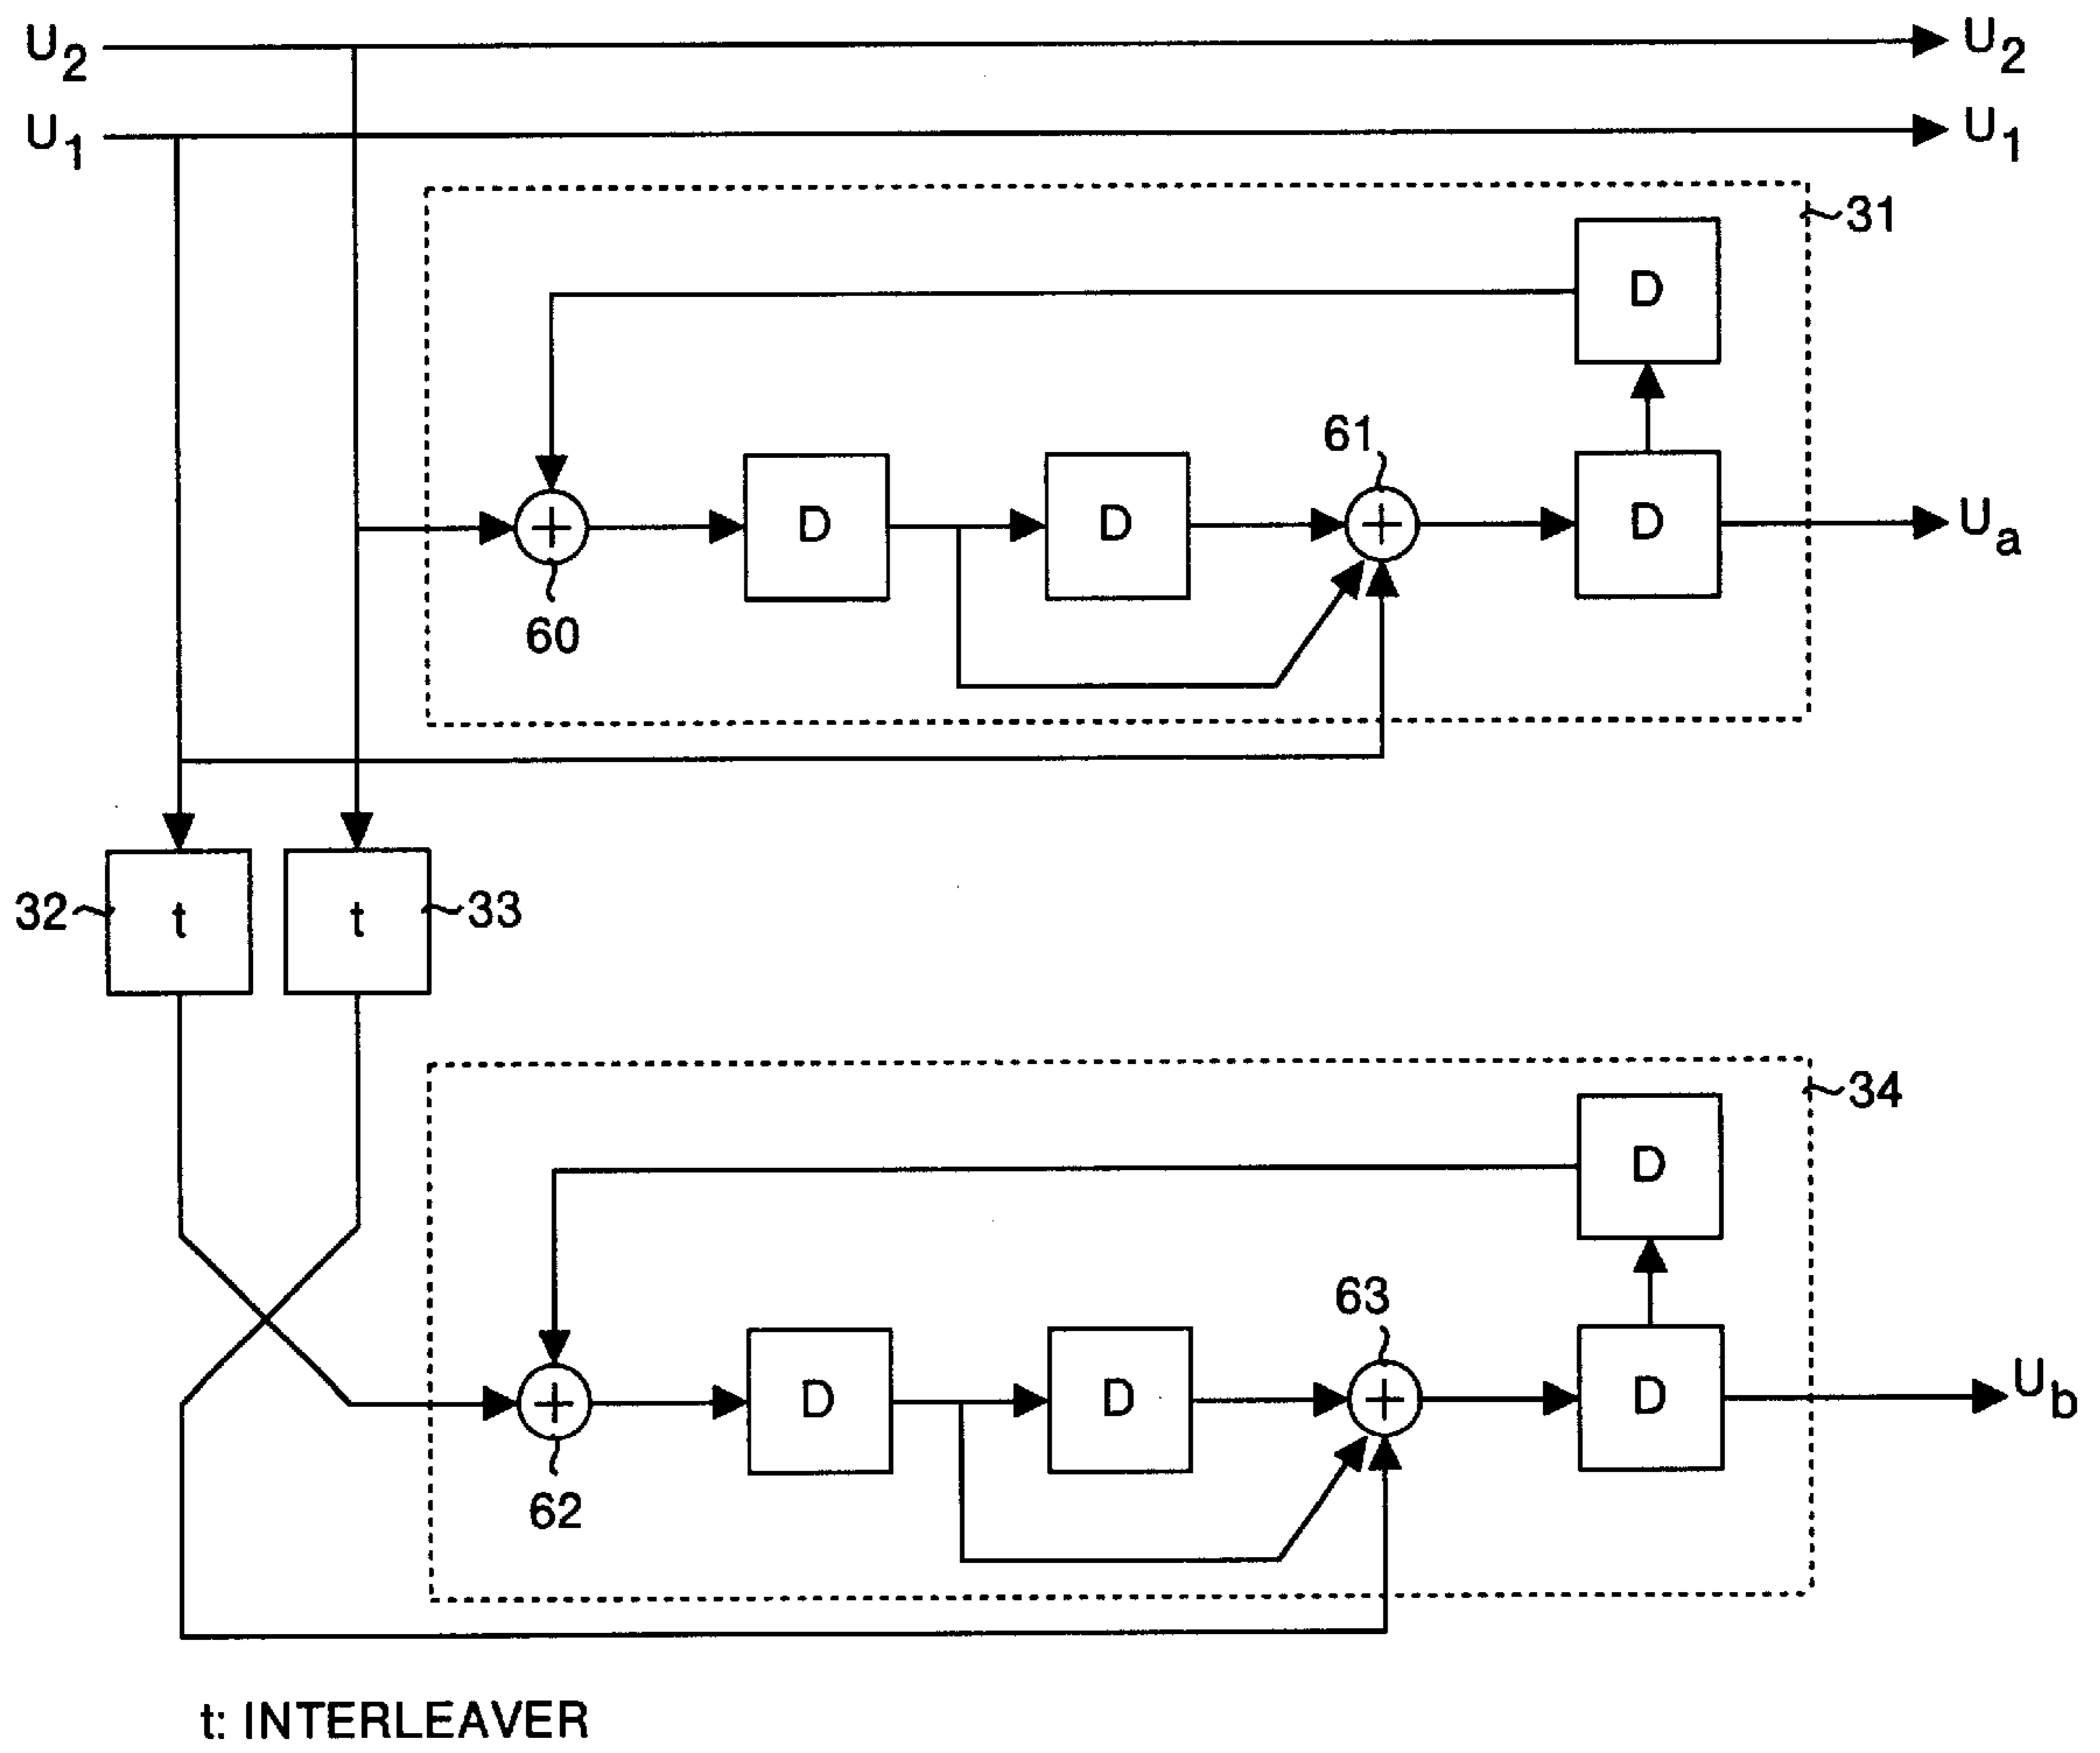 U2 U2
U1 U1
31
D
61
D D D Ua
60
32 t t 33
34
D
63
D D D Ub
62
t: INTERLEAVER